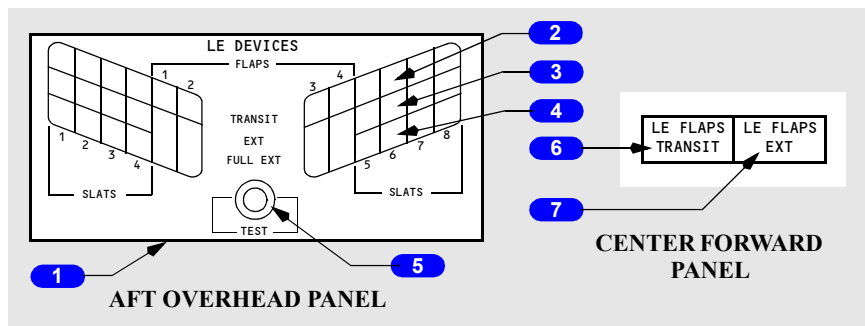 LE DEVICES
FLAPS
1 2 3 4
TRANSIT
EXT
FULL EXT
1 2 3 4 5 6 7 8
SLATS SLATS
TEST
1
5
AFT OVERHEAD PANEL
2
3
4
6
7
LE FLAPS TRANSIT
LE FLAPS EXT
CENTER FORWARD
PANEL